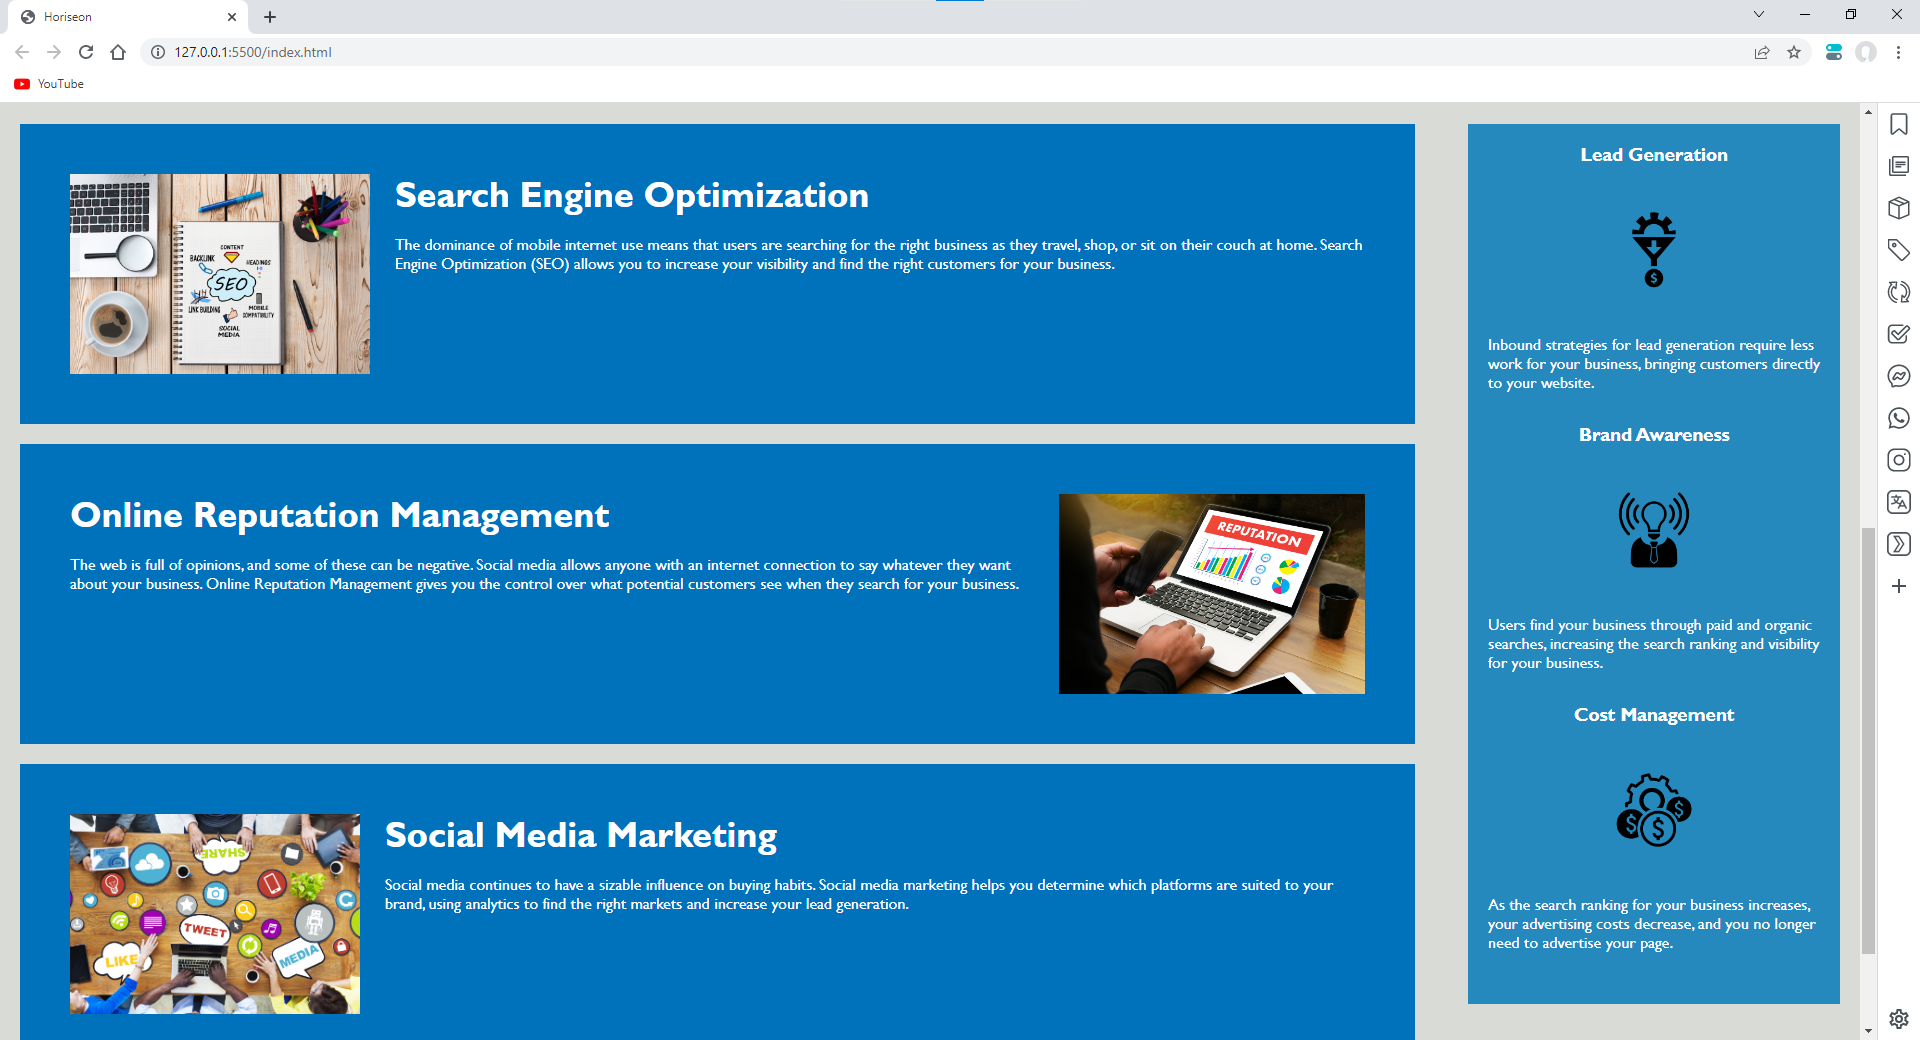 Horiseon
127.0.0.1:5500/index.html
YouTube
CONTENT
BACKLINK
HEADINGS
SEO
LINK BUILDING
MOBILE
COMPATIBILITY
SOCIAL
MEDIA
Search Engine Optimization
The dominance of mobile internet use means that users are searching for the right business as they travel, shop, or sit on their couch at home. Search
Engine Optimization (SEO) allows you to increase your visibility and find the right customers for your business.
Online Reputation Management
The web is full of opinions, and some of these can be negative. Social media allows anyone with an internet connection to say whatever they want
about your business. Online Reputation Management gives you the control over what potential customers see when they search for your business.
REPUTATION
SHARE
TWEET
LIKE
MEDIA
Social Media Marketing
Social media continues to have a sizable influence on buying habits. Social media marketing helps you determine which platforms are suited to your
brand, using analytics to find the right markets and increase your lead generation.
Lead Generation
$
Inbound strategies for lead generation require less
work for your business, bringing customers directly
to your website.
Brand Awareness
Users find your business through paid and organic
searches, increasing the search ranking and visibility
for your business.
Cost Management
$
$
$
As the search ranking for your business increases,
your advertising costs decrease, and you no longer
need to advertise your page.